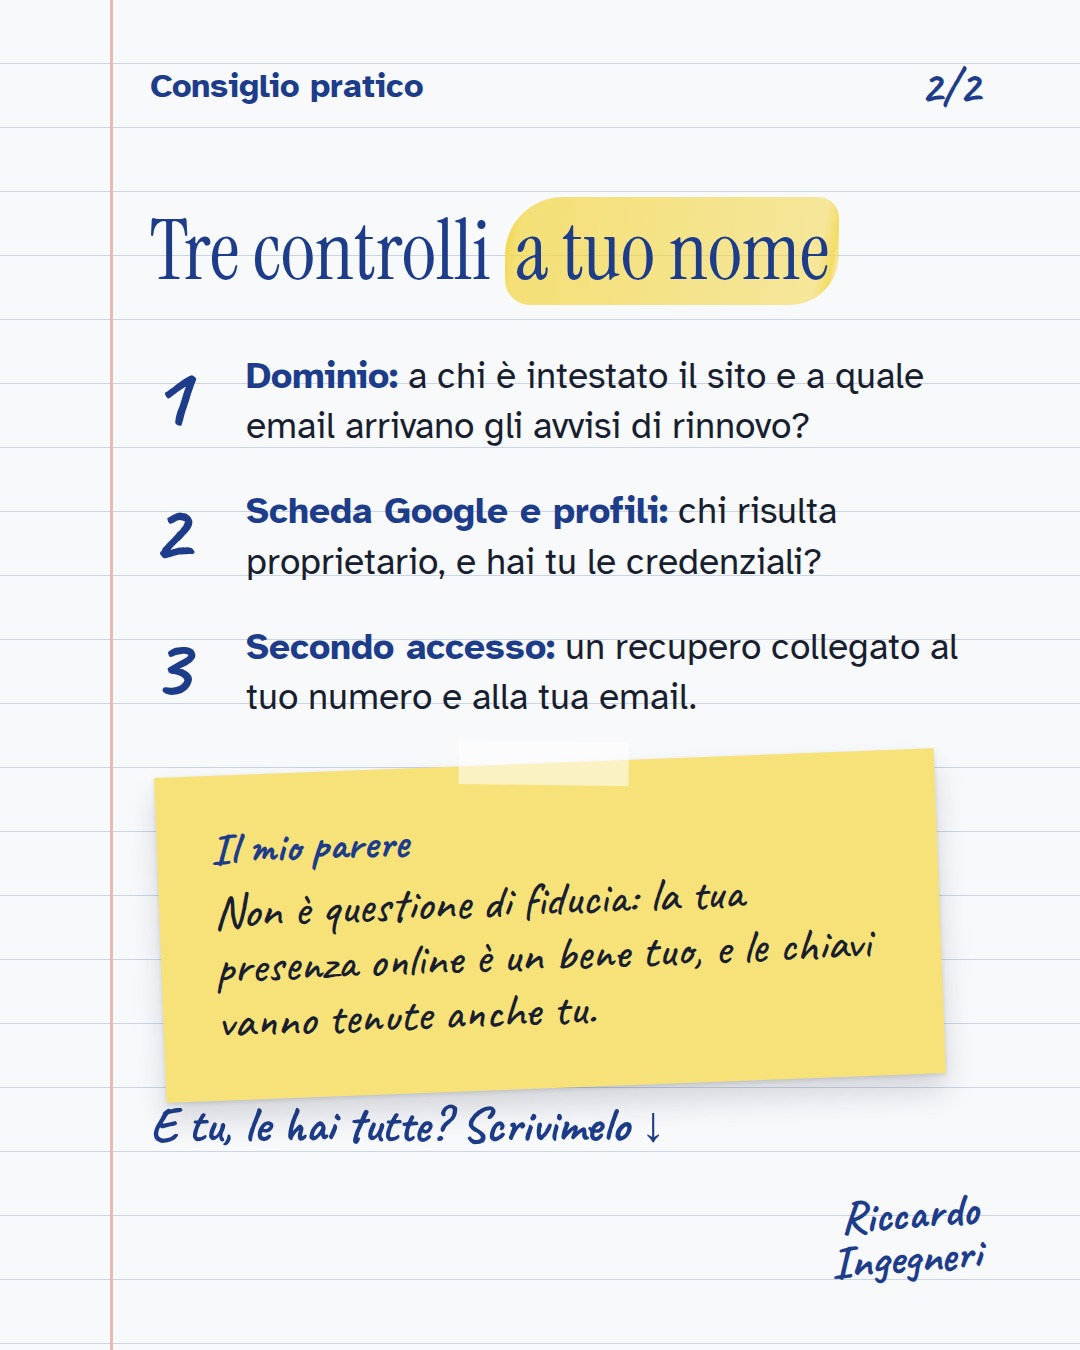 Consiglio pratico
2/2
Tre controlli a tuo nome
1
Dominio: a chi è intestato il sito e a quale
email arrivano gli avvisi di rinnovo?
2
Scheda Google e profili: chi risulta
proprietario, e hai tu le credenziali?
3
Secondo accesso: un recupero collegato al
tuo numero e alla tua email.
Il mio parere
Non è questione di fiducia: la tua
presenza online è un bene tuo, e le chiavi
vanno tenute anche tu.
E tu, le hai tutte? Scrivimelo ↓
Riccardo
Ingegneri